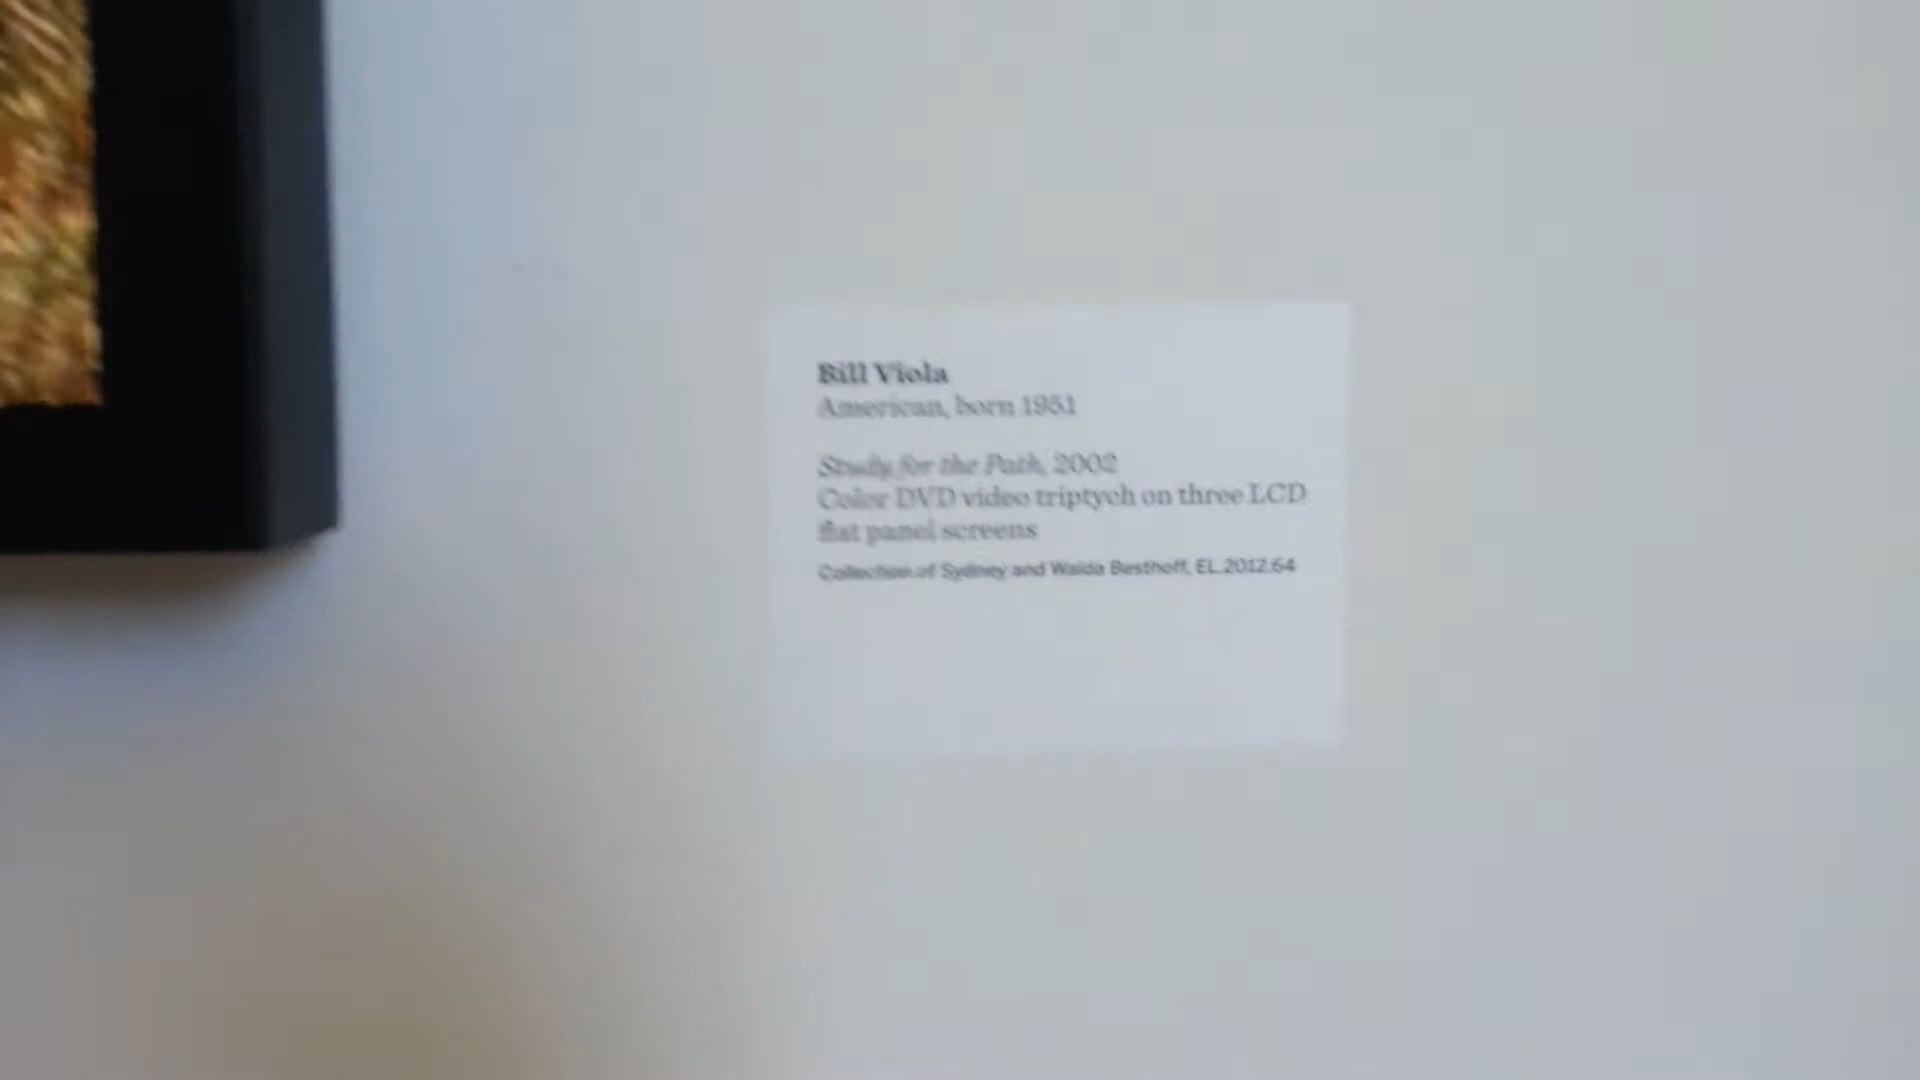 Bill Viola
American, born 1951
Study for the Path, 2002
Color DVD video triptych on three LCD
flat panel screens
Collection of Sydney and Walda Besthoff, EL.2012.64